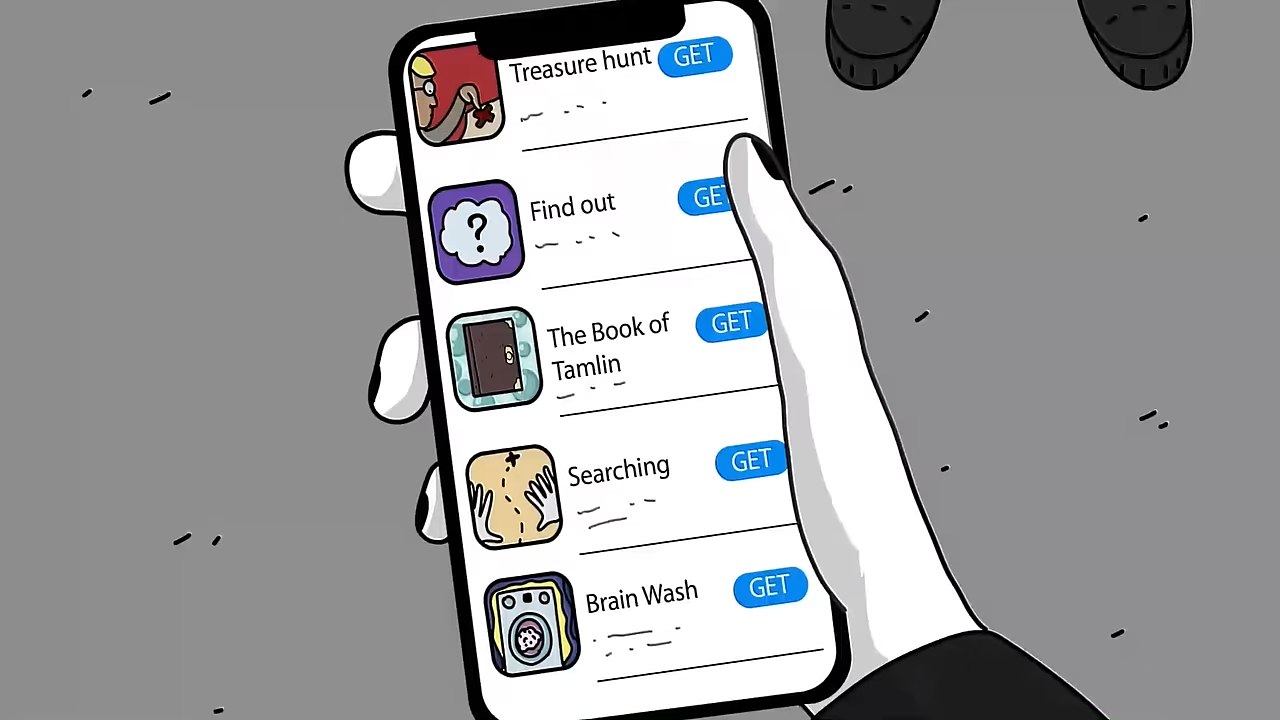 Treasure hunt GET
Find out GET
?
The Book of GET
Tamlin
Searching GET
Brain Wash GET